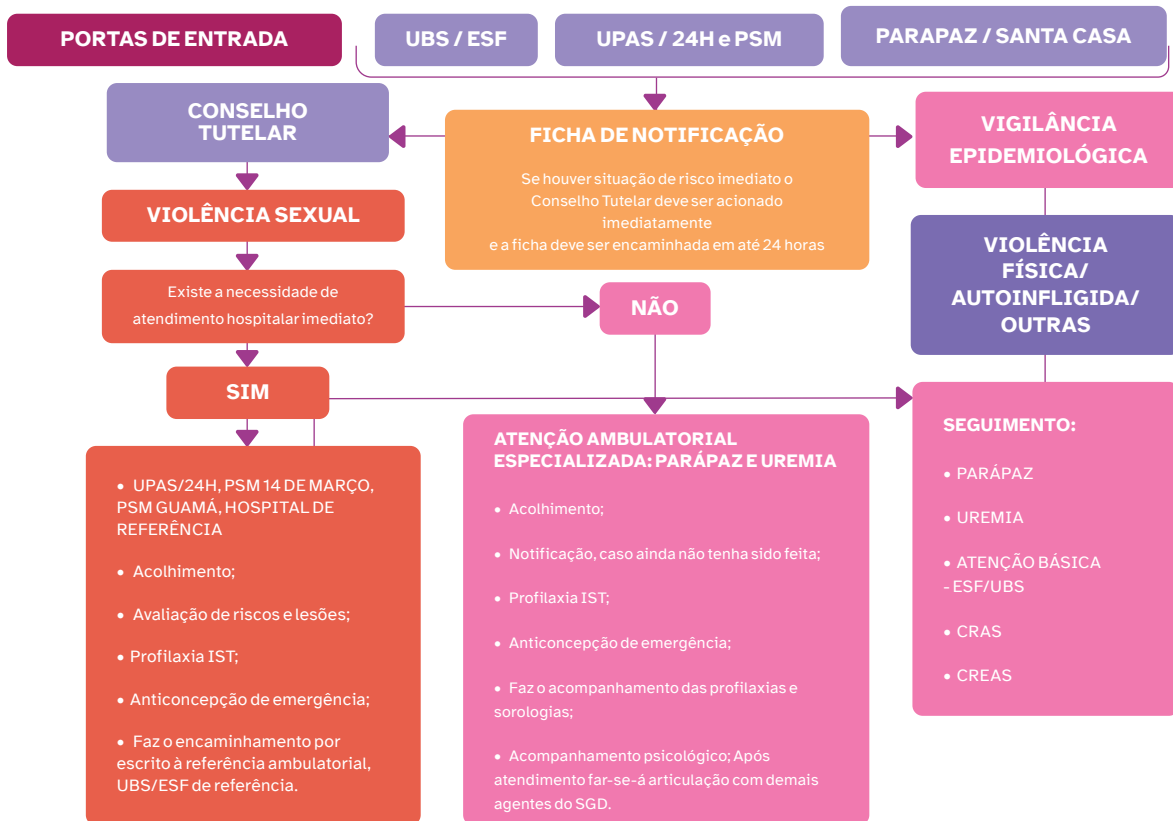 PORTAS DE ENTRADA
UBS / ESF
UPAS / 24H e PSM
PARAPAZ / SANTA CASA
CONSELHO
TUTELAR
FICHA DE NOTIFICAÇÃO
Se houver situação de risco imediato o
Conselho Tutelar deve ser acionado
imediatamente
e a ficha deve ser encaminhada em até 24 horas
VIGILÂNCIA
EPIDEMIOLÓGICA
VIOLÊNCIA SEXUAL
VIOLÊNCIA
FÍSICA/
AUTOINFLIGIDA/
OUTRAS
Existe a necessidade de
atendimento hospitalar imediato?
NÃO
SIM
• UPAS/24H, PSM 14 DE MARÇO,
PSM GUAMÁ, HOSPITAL DE
REFERÊNCIA
• Acolhimento;
• Avaliação de riscos e lesões;
• Profilaxia IST;
• Anticoncepção de emergência;
• Faz o encaminhamento por
escrito à referência ambulatorial,
UBS/ESF de referência.
ATENÇÃO AMBULATORIAL
ESPECIALIZADA: PARÁPAZ E UREMIA
• Acolhimento;
• Notificação, caso ainda não tenha sido feita;
• Profilaxia IST;
• Anticoncepção de emergência;
• Faz o acompanhamento das profilaxias e
sorologias;
• Acompanhamento psicológico; Após
atendimento far-se-á articulação com demais
agentes do SGD.
SEGUIMENTO:
• PARÁPAZ
• UREMIA
• ATENÇÃO BÁSICA
- ESF/UBS
• CRAS
• CREAS